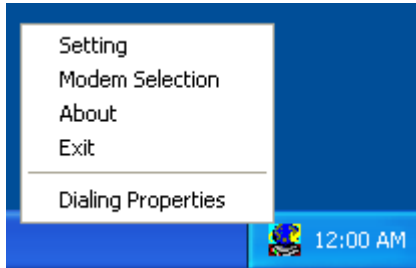 Setting
Modem Selection
About
Exit
Dialing Properties
12:00 AM